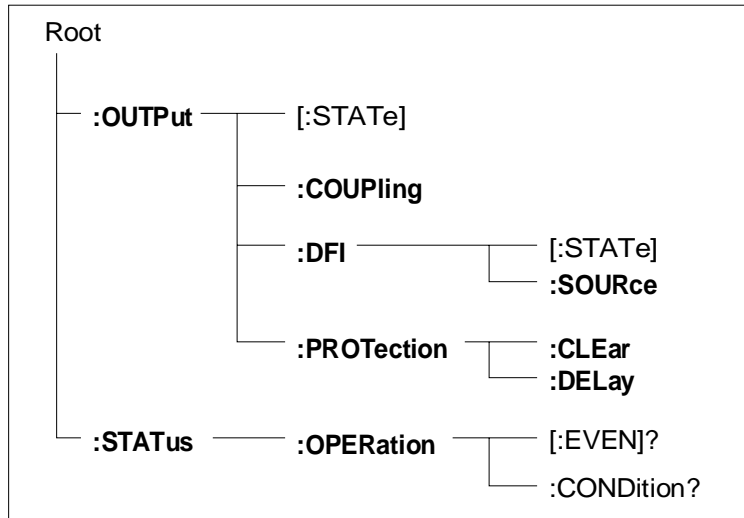 Root
:OUTPut [:STATe]
:COUPling
:DFI [:STATe]
:SOURce
:PROTection :CLEar
:DELay
:STATus :OPERation [:EVEN]?
:CONDition?